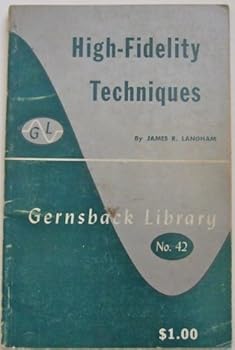 High-Fidelity
Techniques
GL
By JAMES R. LANGHAM
Gernsback Library
No. 42
$1.00